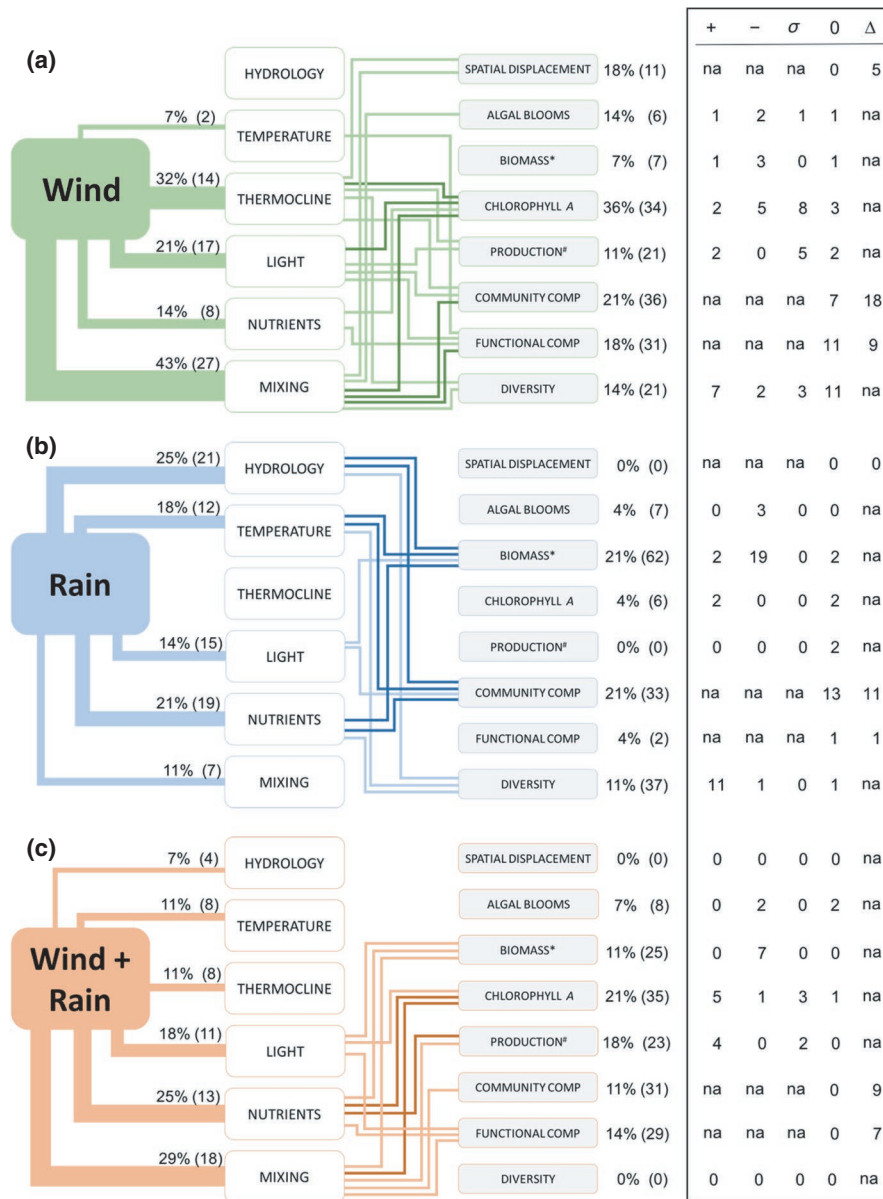 + − σ 0 Δ
(a)
HYDROLOGY
SPATIAL DISPLACEMENT 18% (11) na na na 0 5
7% (2)
TEMPERATURE
ALGAL BLOOMS 14% (6) 1 2 1 1 na
Wind
BIOMASS* 7% (7) 1 3 0 1 na
32% (14)
THERMOCLINE
CHLOROPHYLL A 36% (34) 2 5 8 3 na
21% (17)
LIGHT
PRODUCTION# 11% (21) 2 0 5 2 na
COMMUNITY COMP 21% (36) na na na 7 18
14% (8)
NUTRIENTS
FUNCTIONAL COMP 18% (31) na na na 11 9
43% (27)
MIXING
DIVERSITY 14% (21) 7 2 3 11 na
(b)
25% (21)
HYDROLOGY
SPATIAL DISPLACEMENT 0% (0) na na na 0 0
18% (12)
TEMPERATURE
ALGAL BLOOMS 4% (7) 0 3 0 0 na
Rain
BIOMASS* 21% (62) 2 19 0 2 na
THERMOCLINE
CHLOROPHYLL A 4% (6) 2 0 0 2 na
14% (15)
LIGHT
PRODUCTION# 0% (0) 0 0 0 2 na
21% (19)
NUTRIENTS
COMMUNITY COMP 21% (33) na na na 13 11
FUNCTIONAL COMP 4% (2) na na na 1 1
11% (7)
MIXING
DIVERSITY 11% (37) 11 1 0 1 na
(c)
7% (4)
HYDROLOGY
SPATIAL DISPLACEMENT 0% (0) 0 0 0 0 na
11% (8)
TEMPERATURE
ALGAL BLOOMS 7% (8) 0 2 0 2 na
Wind +
Rain
BIOMASS* 11% (25) 0 7 0 0 na
11% (8)
THERMOCLINE
CHLOROPHYLL A 21% (35) 5 1 3 1 na
18% (11)
LIGHT
PRODUCTION# 18% (23) 4 0 2 0 na
25% (13)
NUTRIENTS
COMMUNITY COMP 11% (31) na na na 0 9
FUNCTIONAL COMP 14% (29) na na na 0 7
29% (18)
MIXING
DIVERSITY 0% (0) 0 0 0 0 na